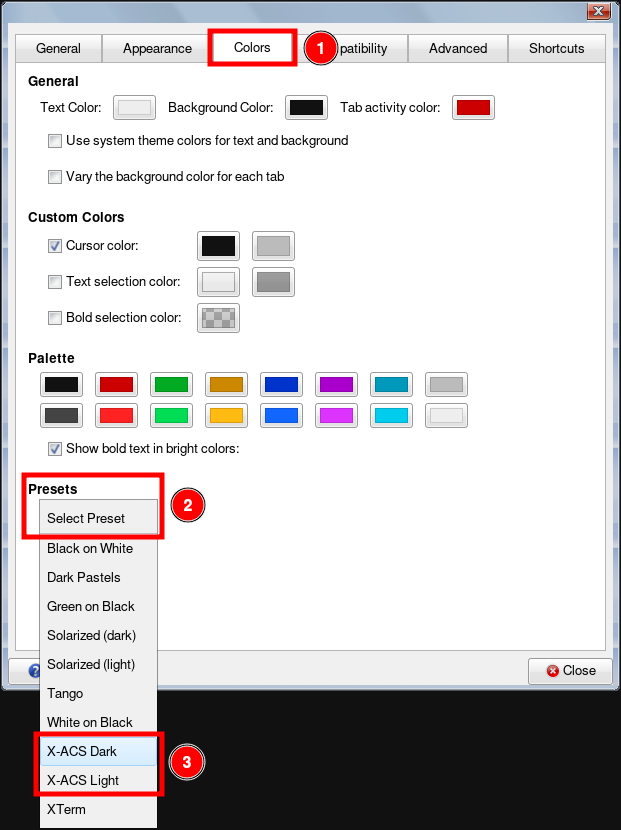 General Appearance Colors 1 patibility Advanced Shortcuts
General
Text Color: Background Color: Tab activity color:
Use system theme colors for text and background
Vary the background color for each tab
Custom Colors
Cursor color:
Text selection color:
Bold selection color:
Palette
Show bold text in bright colors:
Presets
2
Select Preset
Black on White
Dark Pastels
Green on Black
Solarized (dark)
Solarized (light)
? Close
Tango
White on Black
X-ACS Dark
3
X-ACS Light
XTerm